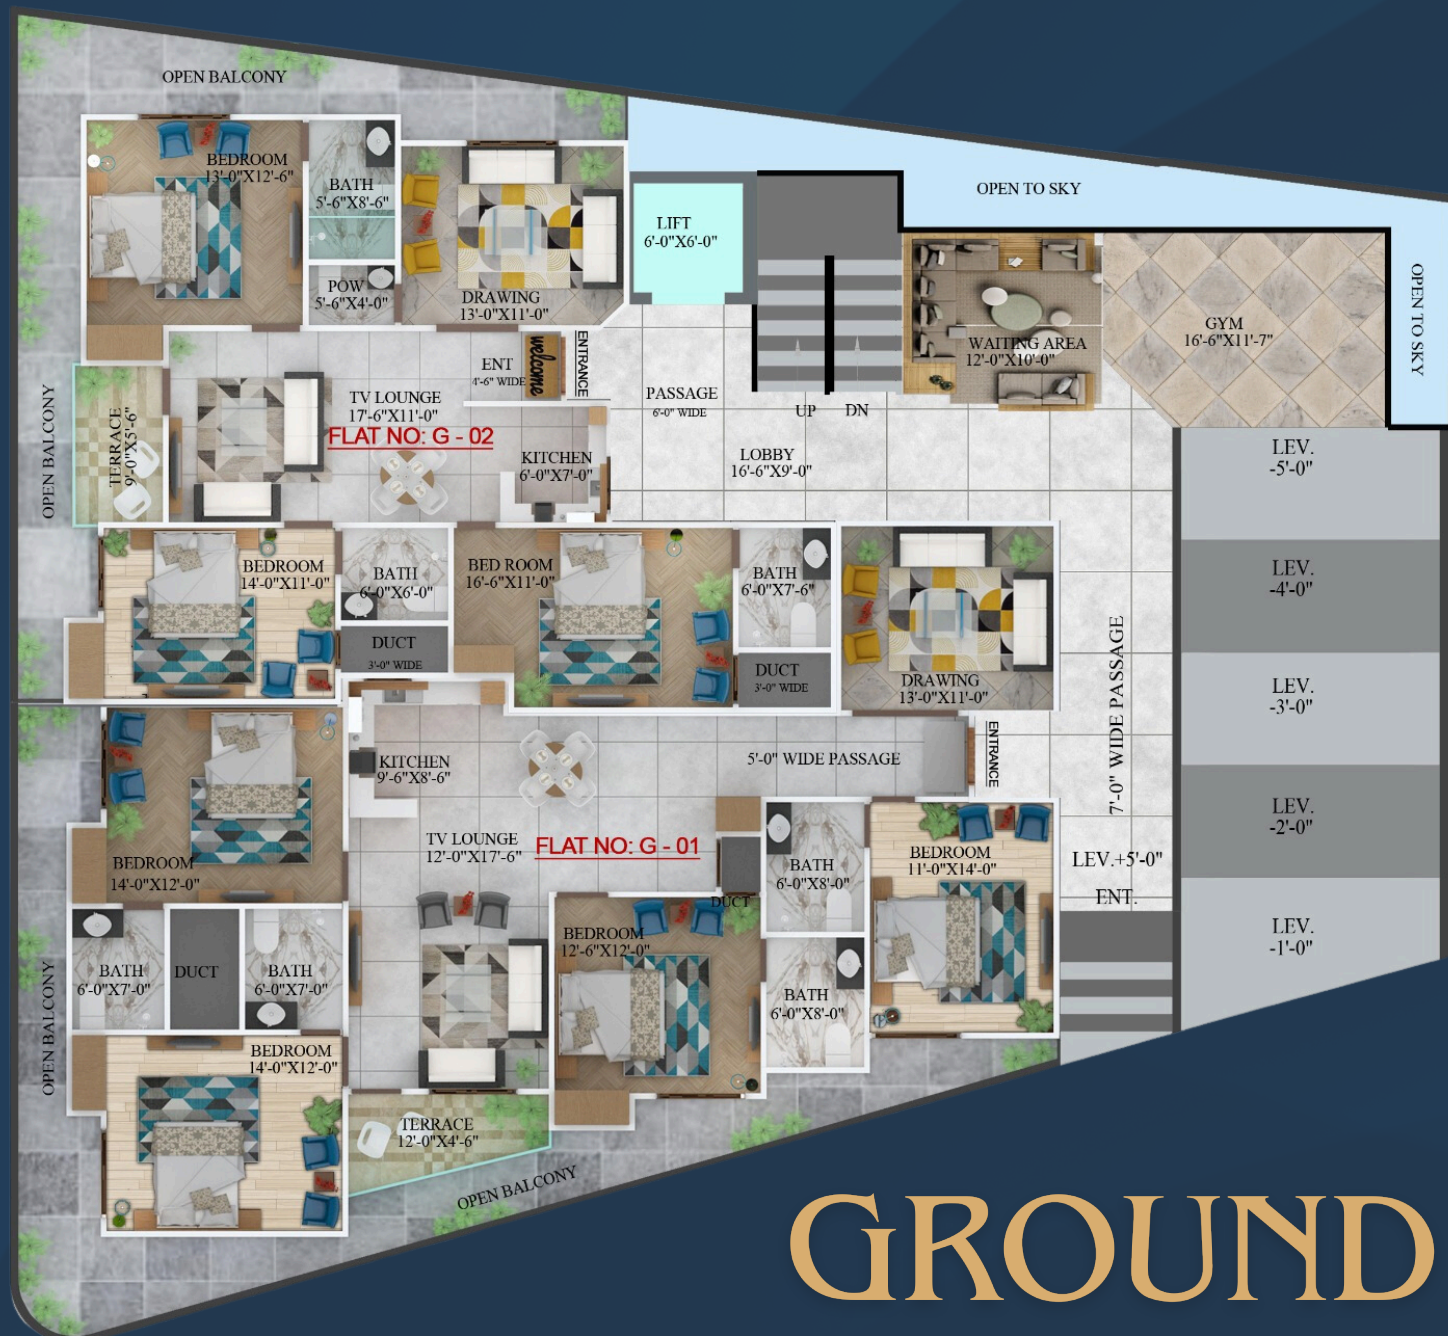 OPEN BALCONY
BEDROOM
13'-0"X12'-6"
BATH
5'-6"X8'-6"
POW
5'-6"X4'-0"
DRAWING
13'-0"X11'-0"
LIFT
6'-0"X6'-0"
OPEN TO SKY
OPEN TO SKY
WAITING AREA
12'-0"X10'-0"
GYM
16'-6"X11'-7"
ENT
4'-6" WIDE
welcome
ENTRANCE
PASSAGE
6'-0" WIDE
UP
DN
OPEN BALCONY
TERRACE
9'-0"X5'-6"
TV LOUNGE
17'-6"X11'-0"
FLAT NO: G - 02
KITCHEN
6'-0"X7'-0"
LOBBY
16'-6"X9'-0"
LEV.
-5'-0"
BEDROOM
14'-0"X11'-0"
BATH
6'-0"X6'-0"
DUCT
3'-0" WIDE
BED ROOM
16'-6"X11'-0"
BATH
6'-0"X7'-6"
DUCT
3'-0" WIDE
DRAWING
13'-0"X11'-0"
LEV.
-4'-0"
7'-0" WIDE PASSAGE
LEV.
-3'-0"
KITCHEN
9'-6"X8'-6"
5'-0" WIDE PASSAGE
ENTRANCE
LEV.
-2'-0"
BEDROOM
14'-0"X12'-0"
TV LOUNGE
12'-0"X17'-6"
FLAT NO: G - 01
DUCT
BATH
6'-0"X8'-0"
BEDROOM
11'-0"X14'-0"
LEV.+5'-0"
ENT.
LEV.
-1'-0"
OPEN BALCONY
BATH
6'-0"X7'-0"
DUCT
BATH
6'-0"X7'-0"
BEDROOM
12'-6"X12'-0"
BATH
6'-0"X8'-0"
BEDROOM
14'-0"X12'-0"
TERRACE
12'-0"X4'-6"
OPEN BALCONY
GROUND